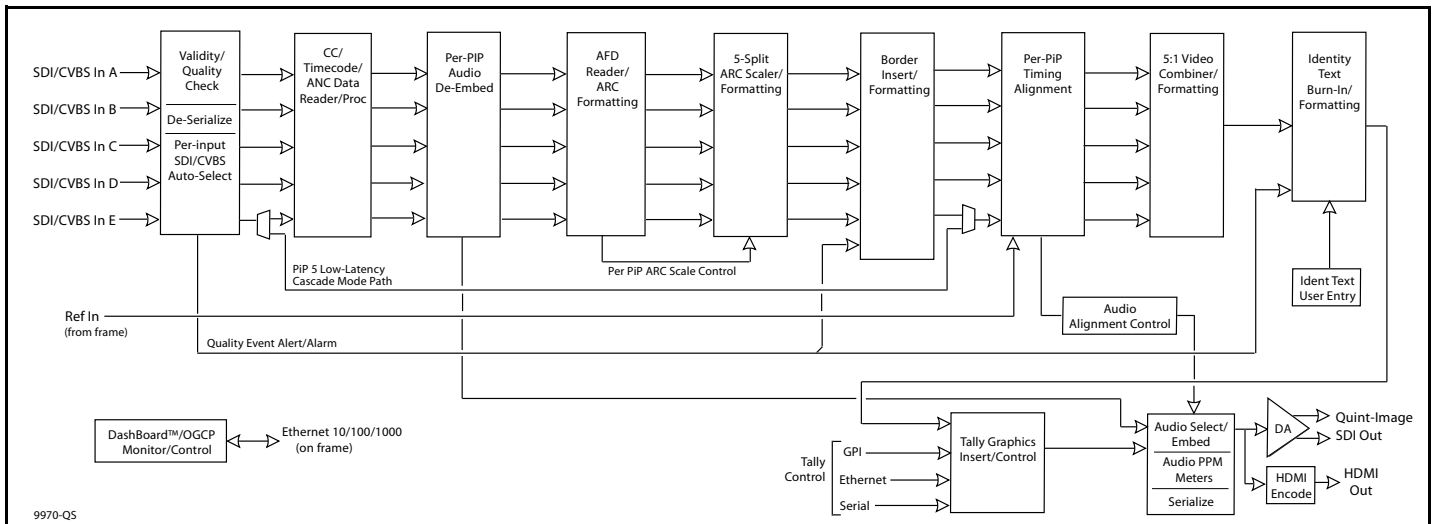 SDI/CVBS In A
SDI/CVBS In B
SDI/CVBS In C
SDI/CVBS In D
SDI/CVBS In E
Validity/
Quality
Check
De-Serialize
Per-input
SDI/CVBS
Auto-Select
CC/
Timecode/
ANC Data
Reader/Proc
Per-PIP
Audio
De-Embed
AFD
Reader/
ARC
Formatting
5-Split
ARC Scaler/
Formatting
Border
Insert/
Formatting
Per-PiP
Timing
Alignment
5:1 Video
Combiner/
Formatting
Identity
Text
Burn-In/
Formatting
PiP 5 Low-Latency
Cascade Mode Path
Per PiP ARC Scale Control
Ident Text
User Entry
Ref In
(from frame)
Audio
Alignment Control
Quality Event Alert/Alarm
DashBoard™/OGCP
Monitor/Control
Ethernet 10/100/1000
(on frame)
Tally
Control
GPI
Ethernet
Serial
Tally Graphics
Insert/Control
Audio Select/
Embed
Audio PPM
Meters
Serialize
DA
Quint-Image
SDI Out
HDMI
Encode
HDMI
Out
9970-QS